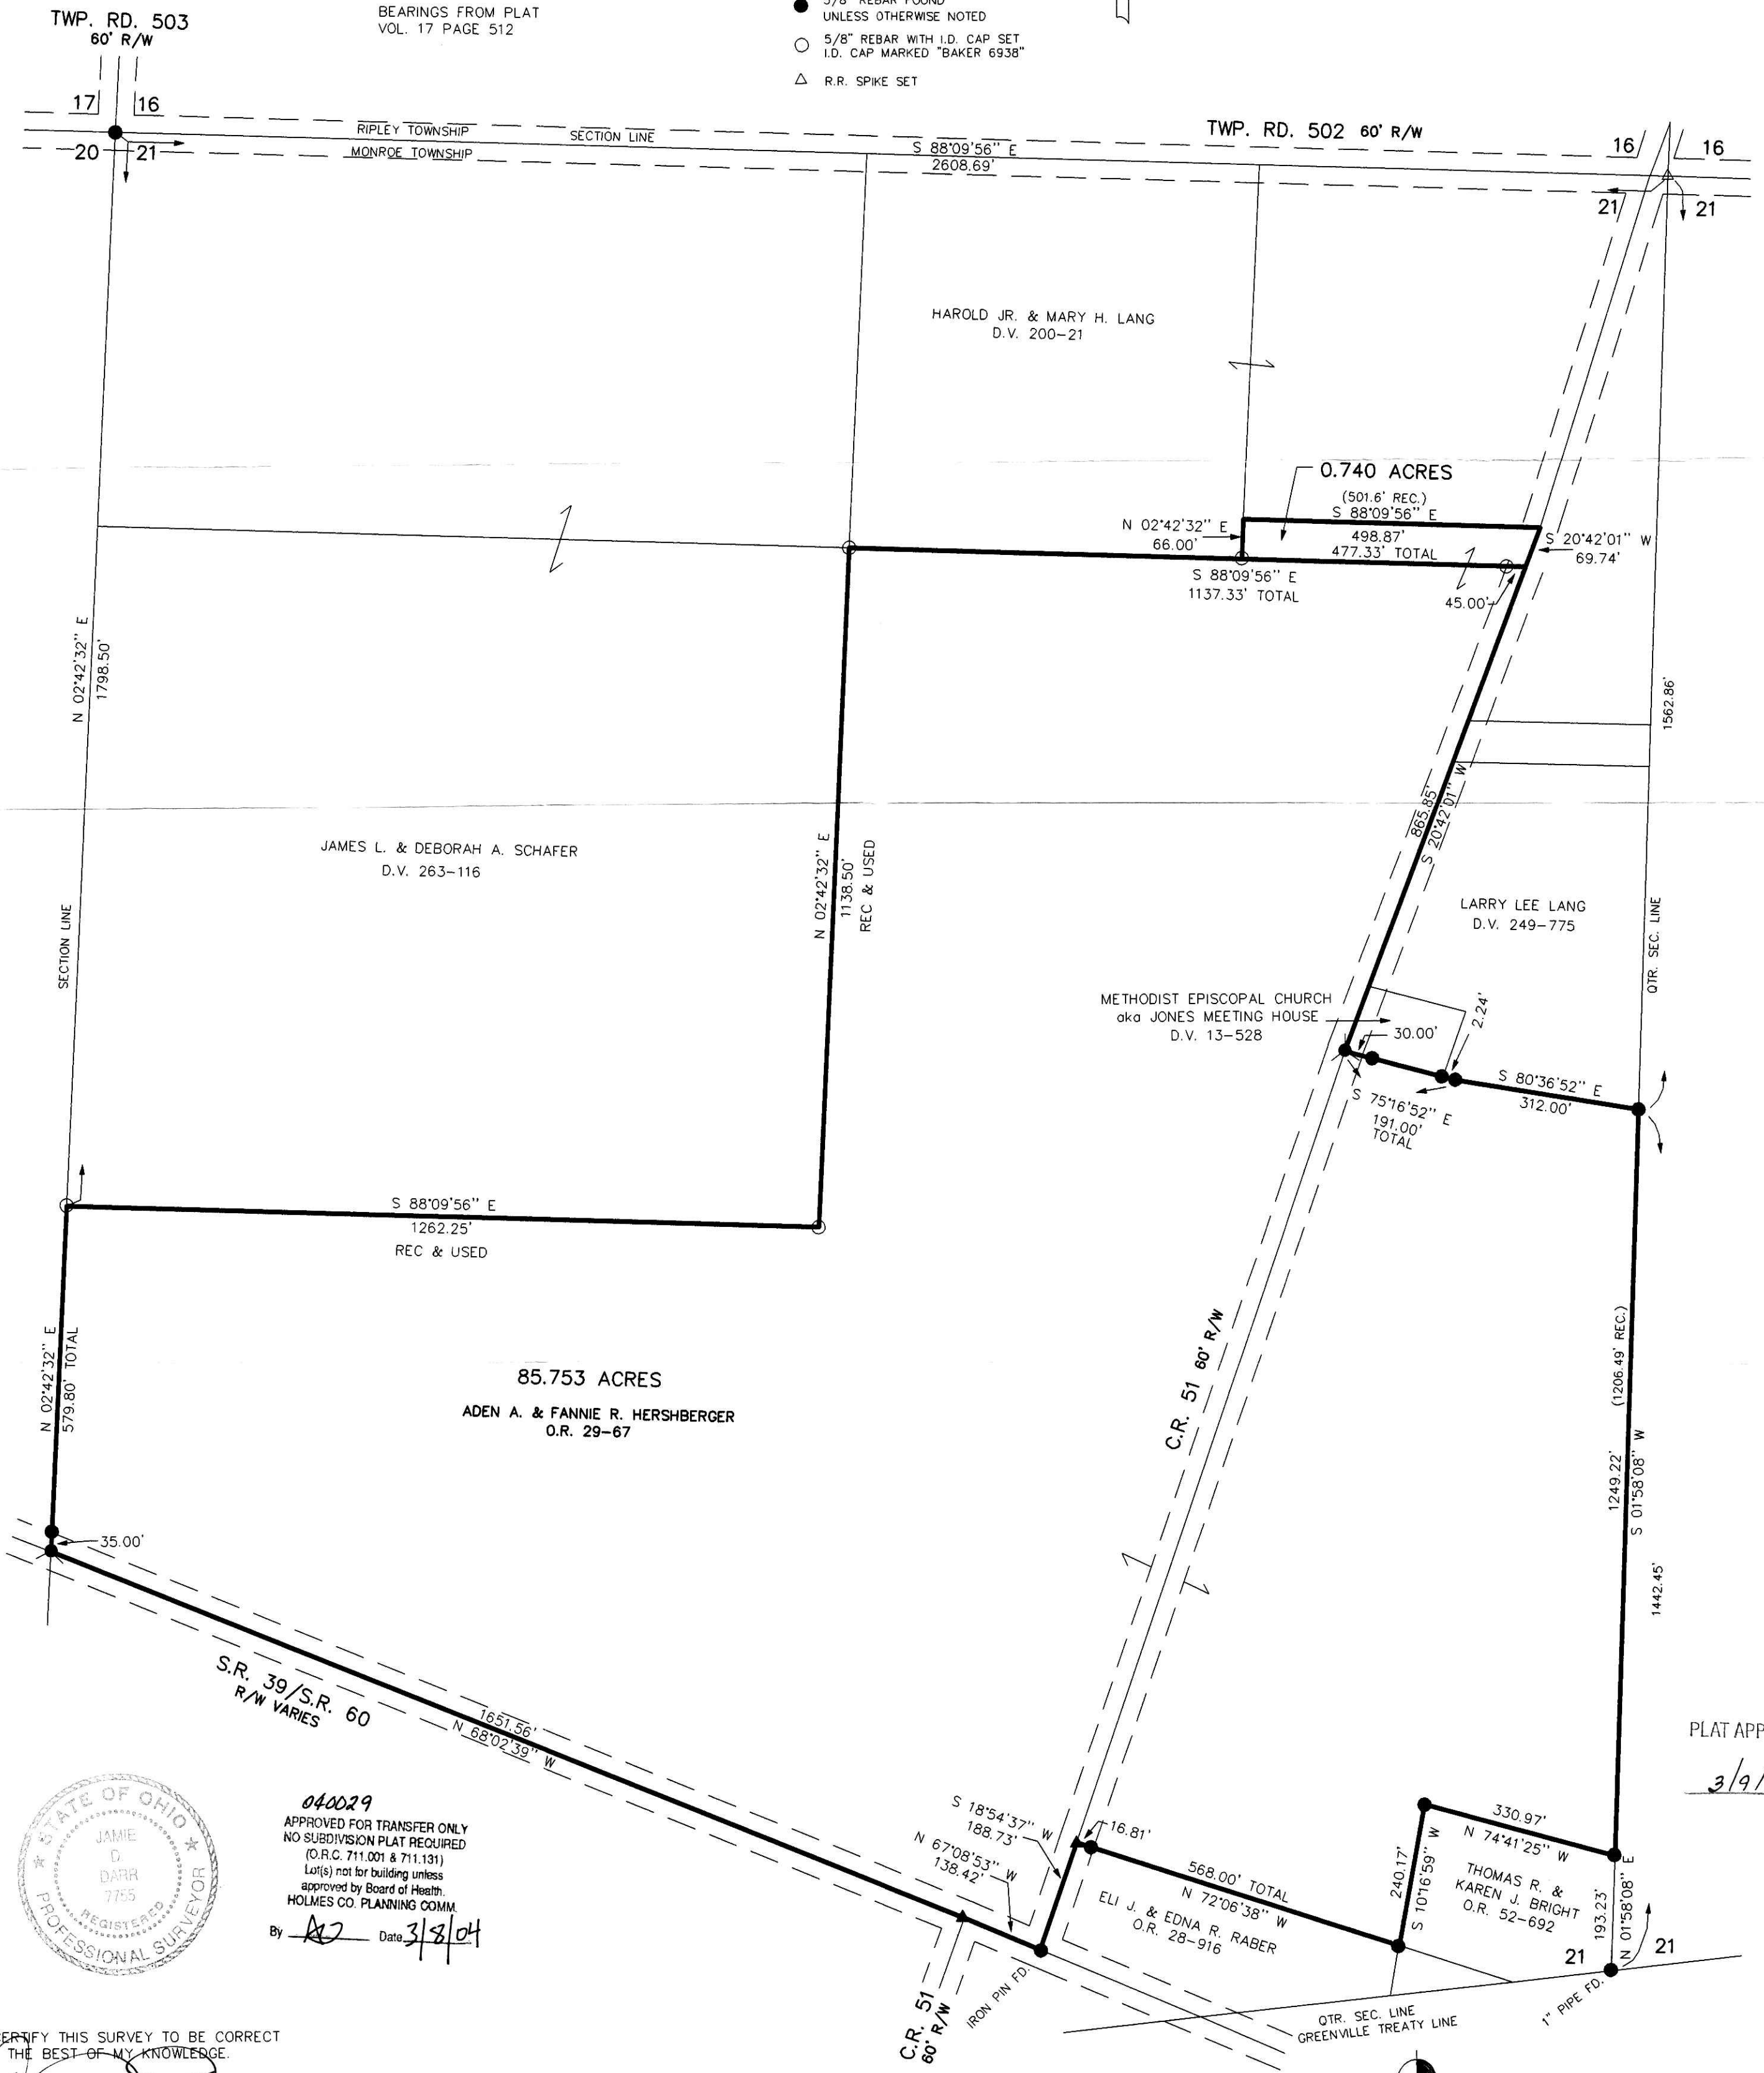 TWP. RD. 503
60' R/W
BEARINGS FROM PLAT
VOL. 17 PAGE 512
5/8" REBAR FOUND
UNLESS OTHERWISE NOTED
5/8" REBAR WITH I.D. CAP SET
I.D. CAP MARKED "BAKER 6938"
R.R. SPIKE SET
17
16
20
21
RIPLEY TOWNSHIP
MONROE TOWNSHIP
SECTION LINE
S 88°09'56" E
2608.69'
TWP. RD. 502 60' R/W
16
16
21
21
HAROLD JR. & MARY H. LANG
D.V. 200-21
0.740 ACRES
(501.6' REC.)
S 88°09'56" E
498.87'
477.33' TOTAL
N 02°42'32" E
66.00'
S 20°42'01" W
69.74'
S 88°09'56" E
1137.33' TOTAL
45.00'
N 02°42'32" E
1798.50'
1562.86'
865.85'
S 20°42'01" W
JAMES L. & DEBORAH A. SCHAFER
D.V. 263-116
N 02°42'32" E
1138.50'
REC & USED
SECTION LINE
LARRY LEE LANG
D.V. 249-775
QTR. SEC. LINE
METHODIST EPISCOPAL CHURCH
aka JONES MEETING HOUSE
D.V. 13-528
30.00'
2.24'
S 80°36'52" E
312.00'
S 75°16'52" E
191.00'
TOTAL
S 88°09'56" E
1262.25'
REC & USED
N 02°42'32" E
579.80' TOTAL
C.R. 51 60' R/W
(1206.49' REC.)
1249.22'
S 01°58'08" W
1442.45'
85.753 ACRES
ADEN A. & FANNIE R. HERSHBERGER
O.R. 29-67
35.00'
S.R. 39/S.R. 60
R/W VARIES
1651.56'
N 68°02'39" W
PLAT APP
3/9/
S 18°54'37" W
188.73'
N 67°08'53" W
138.42'
16.81'
568.00' TOTAL
N 72°06'38" W
ELI J. & EDNA R. RABER
O.R. 28-916
240.17'
S 10°16'59" W
330.97'
N 74°41'25" W
THOMAS R. &
KAREN J. BRIGHT
O.R. 52-692
193.23'
N 01°58'08" E
21
21
STATE OF OHIO
JAMIE
D.
DARR
7755
REGISTERED
PROFESSIONAL SURVEYOR
040029
APPROVED FOR TRANSFER ONLY
NO SUBDIVISION PLAT REQUIRED
(O.R.C. 711.001 & 711.131)
Lot(s) not for building unless
approved by Board of Health.
HOLMES CO. PLANNING COMM.
By Date 3/8/04
C.R. 51
60' R/W
IRON PIN FD.
QTR. SEC. LINE
GREENVILLE TREATY LINE
1" PIPE FD.
ERTIFY THIS SURVEY TO BE CORRECT
THE BEST OF MY KNOWLEDGE.